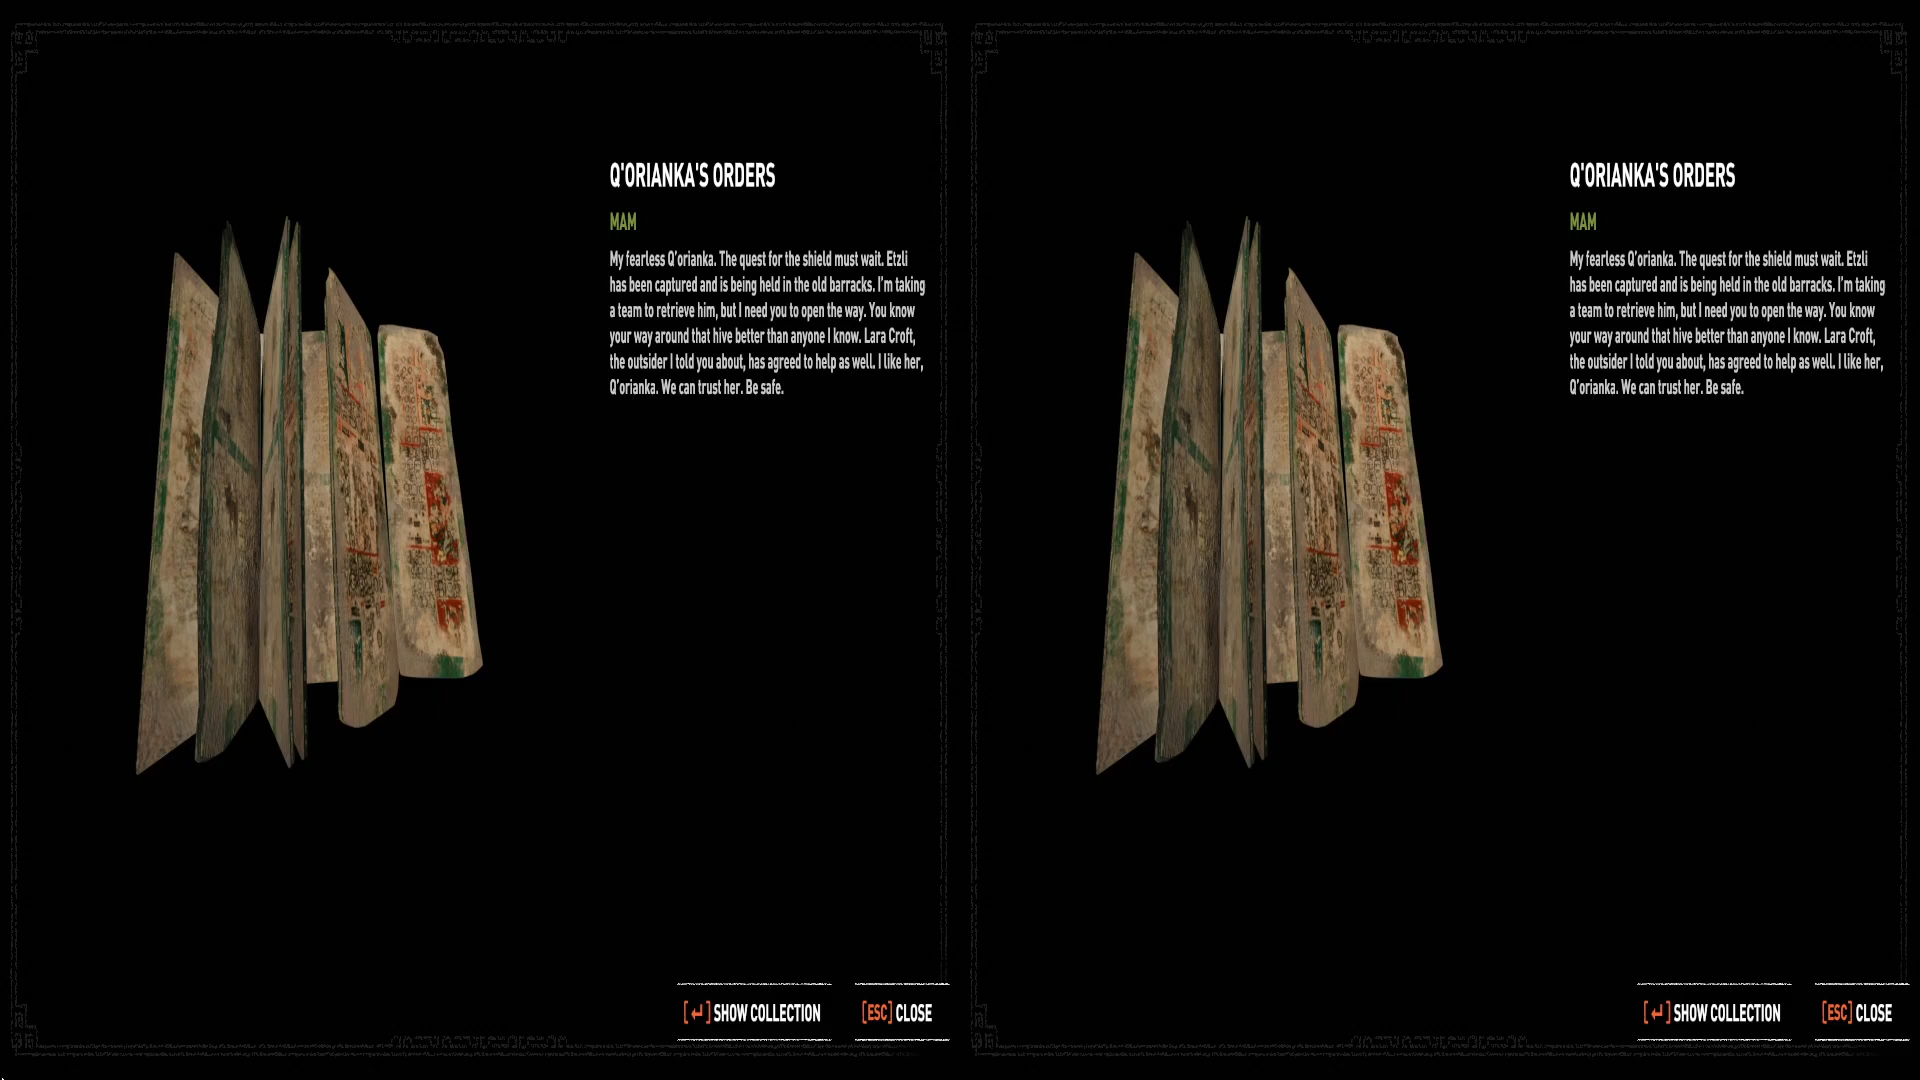 Q'ORIANKA'S ORDERS
MAM
My fearless Q'orianka. The quest for the shield must wait. Etzli
has been captured and is being held in the old barracks. I'm taking
a team to retrieve him, but I need you to open the way. You know
your way around that hive better than anyone I know. Lara Croft,
the outsider I told you about, has agreed to help as well. I like her,
Q'orianka. We can trust her. Be safe.
[↵] SHOW COLLECTION
[ESC] CLOSE
Q'ORIANKA'S ORDERS
MAM
My fearless Q'orianka. The quest for the shield must wait. Etzli
has been captured and is being held in the old barracks. I'm taking
a team to retrieve him, but I need you to open the way. You know
your way around that hive better than anyone I know. Lara Croft,
the outsider I told you about, has agreed to help as well. I like her,
Q'orianka. We can trust her. Be safe.
[↵] SHOW COLLECTION
[ESC] CLOSE